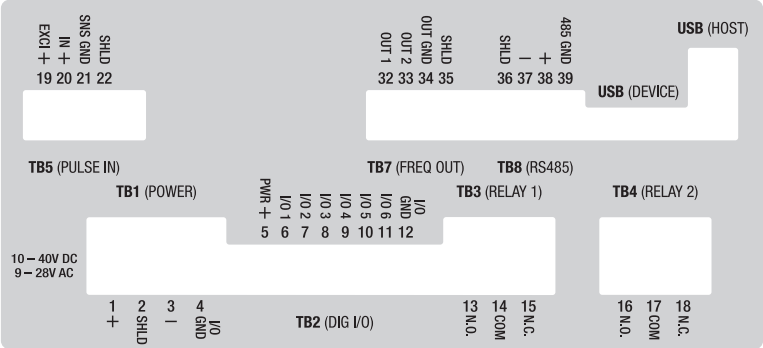 USB (HOST)
EXCI +
IN +
SNS GND
SHLD
19 20 21 22
OUT 1
OUT 2
OUT GND
SHLD
32 33 34 35
SHLD
–
+
485 GND
36 37 38 39
USB (DEVICE)
TB5 (PULSE IN)
TB7 (FREQ OUT)
TB8 (RS485)
TB1 (POWER)
PWR +
I/O 1
I/O 2
I/O 3
I/O 4
I/O 5
I/O 6
I/O
GND
5 6 7 8 9 10 11 12
TB3 (RELAY 1)
TB4 (RELAY 2)
10 – 40V DC
9 – 28V AC
1 2 3 4
+
SHLD
–
I/O
GND
TB2 (DIG I/O)
13 14 15
N.O.
COM
N.C.
16 17 18
N.O.
COM
N.C.